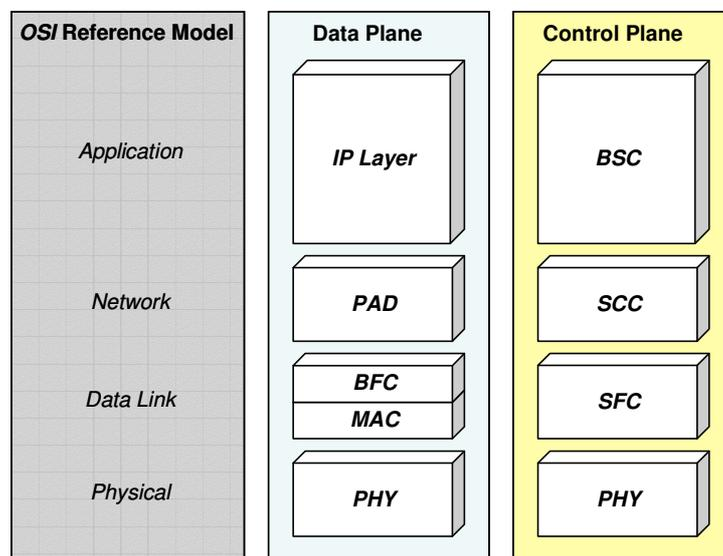 OSI Reference Model
Data Plane
Control Plane
Application
IP Layer
BSC
Network
PAD
SCC
Data Link
BFC
MAC
SFC
Physical
PHY
PHY